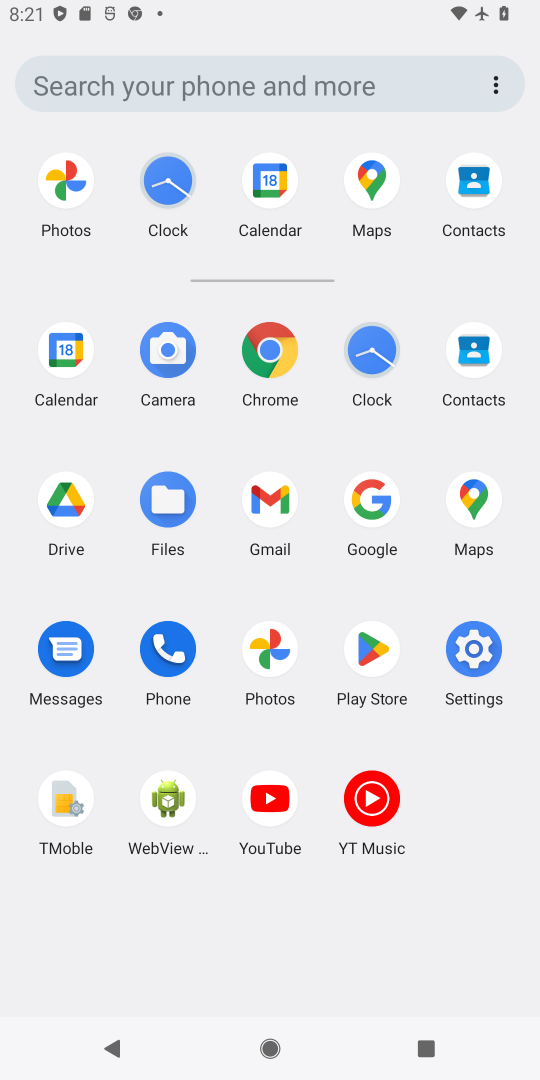 8:21
Search your phone and more
Photos Clock Calendar Maps Contacts
Calendar Camera Chrome Clock Contacts
Drive Files Gmail Google Maps
Messages Phone Photos Play Store Settings
TMoble WebView ... YouTube YT Music